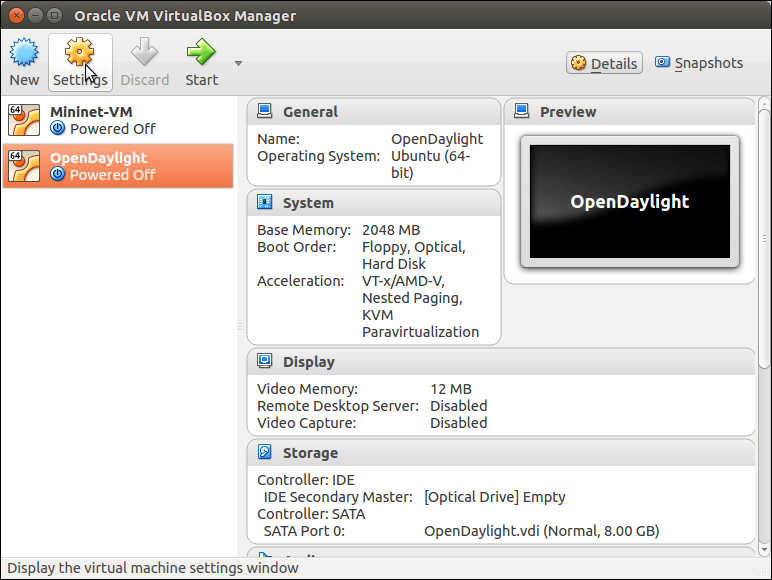 Oracle VM VirtualBox Manager
New
Settings
Discard
Start
Details
Snapshots
64
Mininet-VM
Powered Off
64
OpenDaylight
Powered Off
General
Name: OpenDaylight
Operating System: Ubuntu (64-
bit)
Preview
OpenDaylight
System
Base Memory: 2048 MB
Boot Order: Floppy, Optical,
Hard Disk
Acceleration: VT-x/AMD-V,
Nested Paging,
KVM
Paravirtualization
Display
Video Memory: 12 MB
Remote Desktop Server: Disabled
Video Capture: Disabled
Storage
Controller: IDE
IDE Secondary Master: [Optical Drive] Empty
Controller: SATA
SATA Port 0: OpenDaylight.vdi (Normal, 8.00 GB)
Display the virtual machine settings window